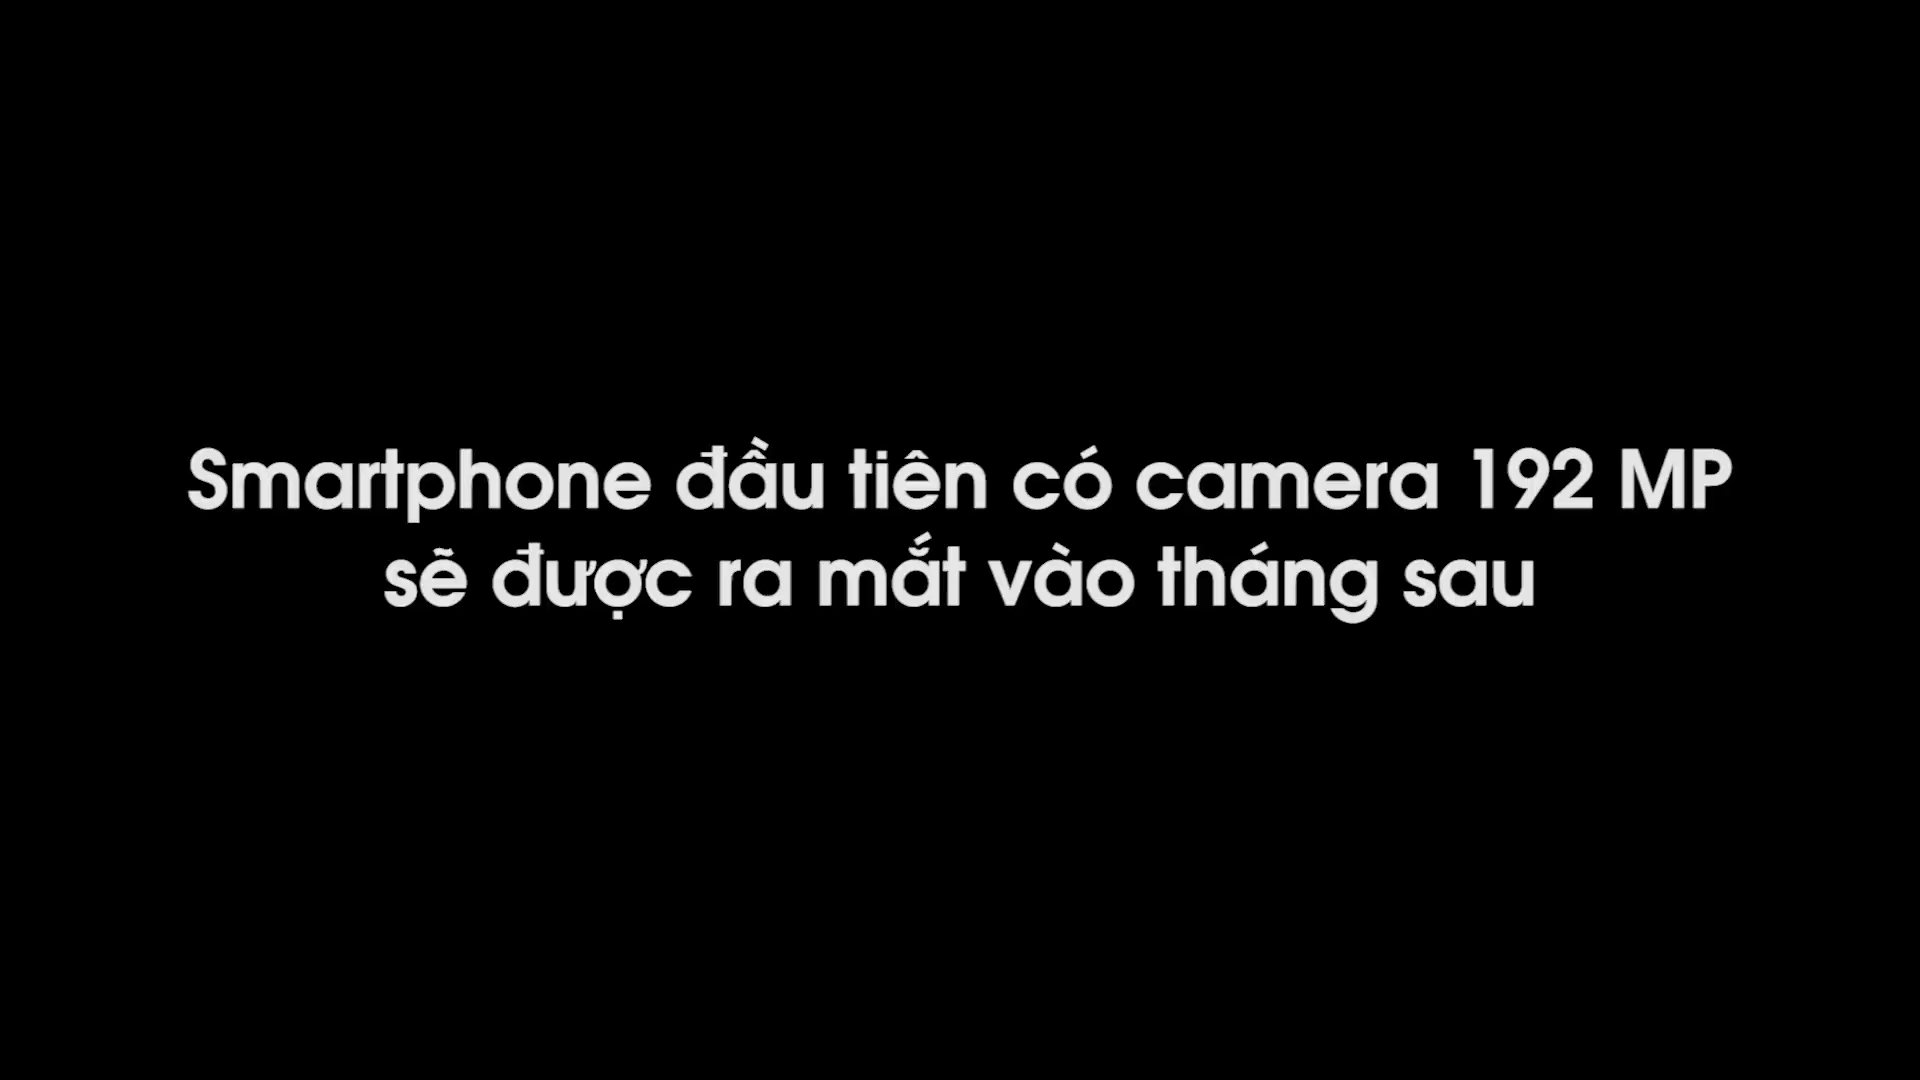 Smartphone đầu tiên có camera 192 MP
sẽ được ra mắt vào tháng sau